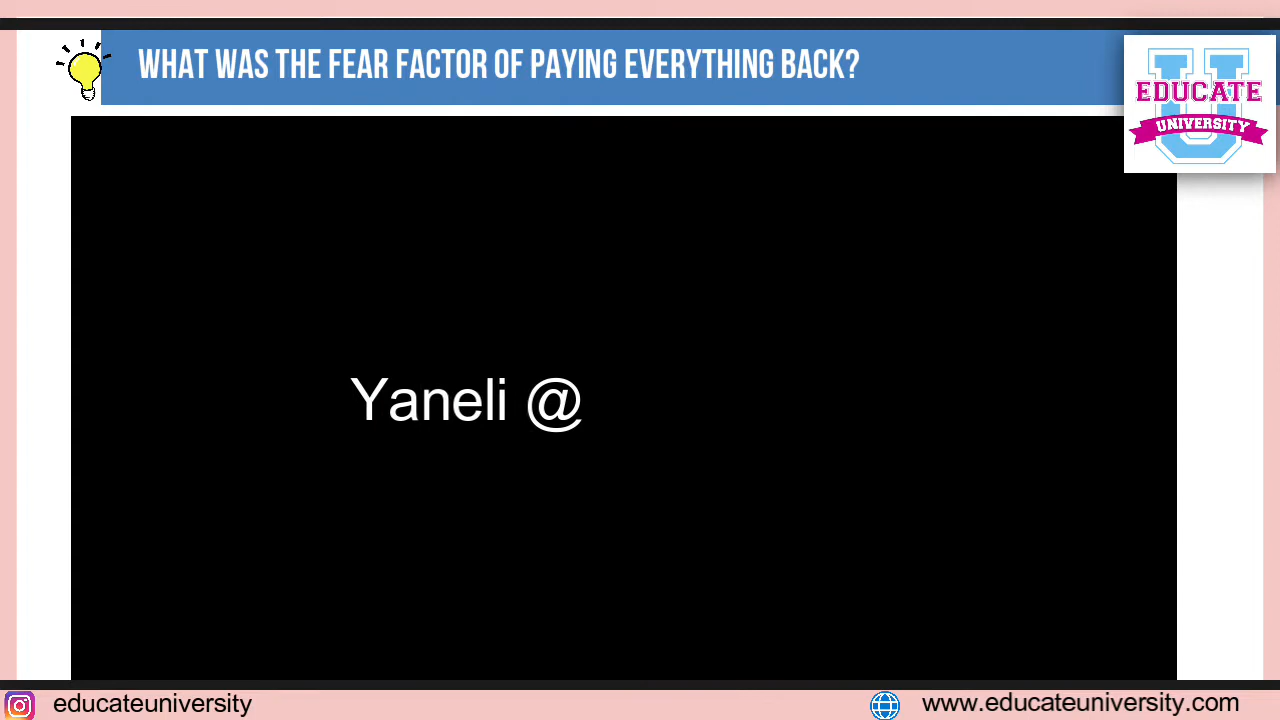 WHAT WAS THE FEAR FACTOR OF PAYING EVERYTHING BACK?
U
EDUCATE
UNIVERSITY
Yaneli @
educateuniversity
www.educateuniversity.com